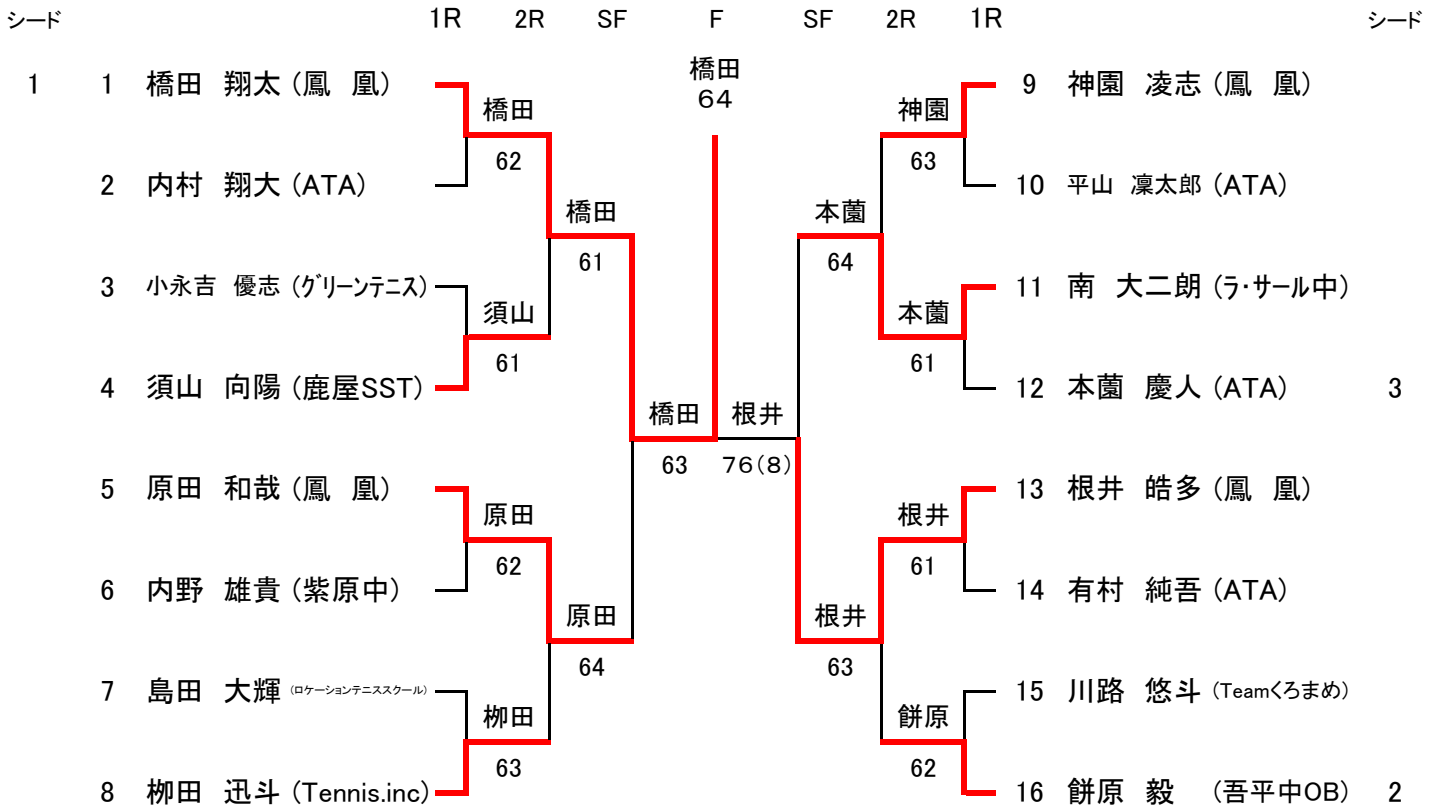 シード 1R 2R SF F SF 2R 1R シード
橋田
64
1 1 橋田 翔太 (鳳 凰)
橋田
62
2 内村 翔大 (ATA)
橋田
61
3 小永吉 優志 (グリーンテニス)
須山
61
4 須山 向陽 (鹿屋SST)
橋田
63
5 原田 和哉 (鳳 凰)
原田
62
6 内野 雄貴 (紫原中)
原田
64
7 島田 大輝 (ロケーションテニススクール)
栁田
63
8 栁田 迅斗 (Tennis.inc)
9 神園 凌志 (鳳 凰)
神園
63
10 平山 凜太郎 (ATA)
本薗
64
11 南 大二朗 (ラ・サール中)
本薗
61
12 本薗 慶人 (ATA) 3
根井
76(8)
13 根井 皓多 (鳳 凰)
根井
61
14 有村 純吾 (ATA)
根井
63
15 川路 悠斗 (Teamくろまめ)
餅原
62
16 餅原 毅 (吾平中OB) 2